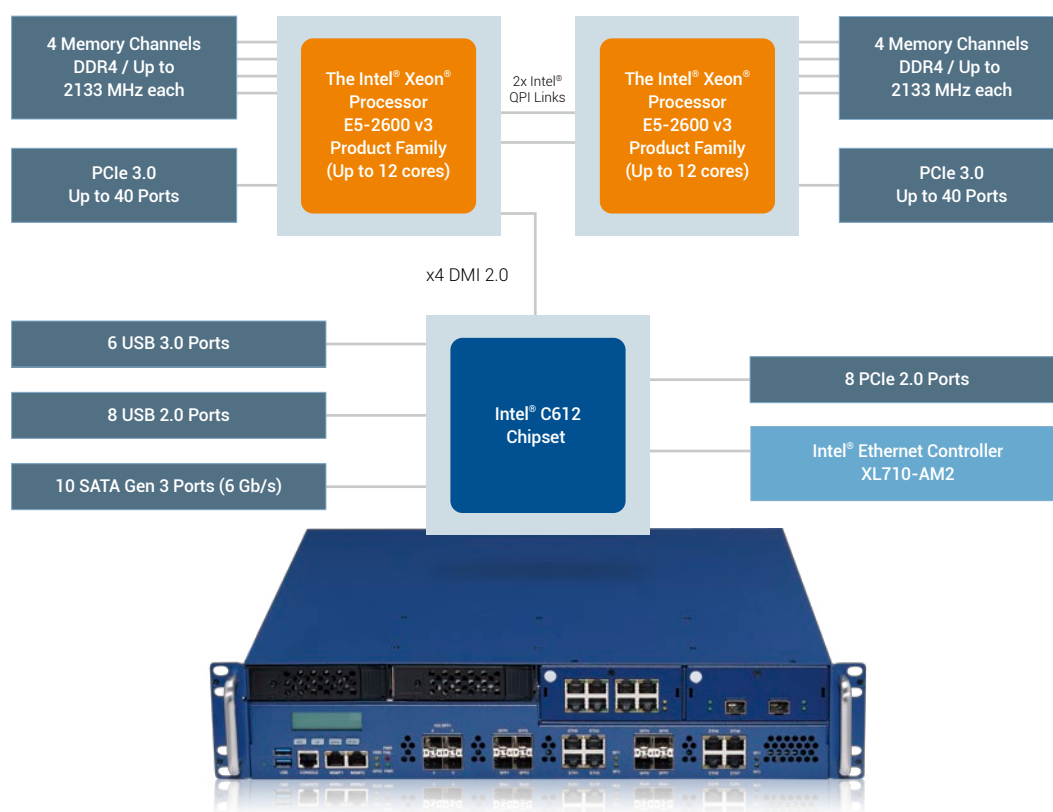 4 Memory Channels
DDR4 / Up to
2133 MHz each
The Intel® Xeon®
Processor
E5-2600 v3
Product Family
(Up to 12 cores)
2x Intel®
QPI Links
The Intel® Xeon®
Processor
E5-2600 v3
Product Family
(Up to 12 cores)
4 Memory Channels
DDR4 / Up to
2133 MHz each
PCIe 3.0
Up to 40 Ports
PCIe 3.0
Up to 40 Ports
x4 DMI 2.0
6 USB 3.0 Ports
8 USB 2.0 Ports
10 SATA Gen 3 Ports (6 Gb/s)
Intel® C612
Chipset
8 PCIe 2.0 Ports
Intel® Ethernet Controller
XL710-AM2
USB
CONSOLE
MGMT1
MGMT2